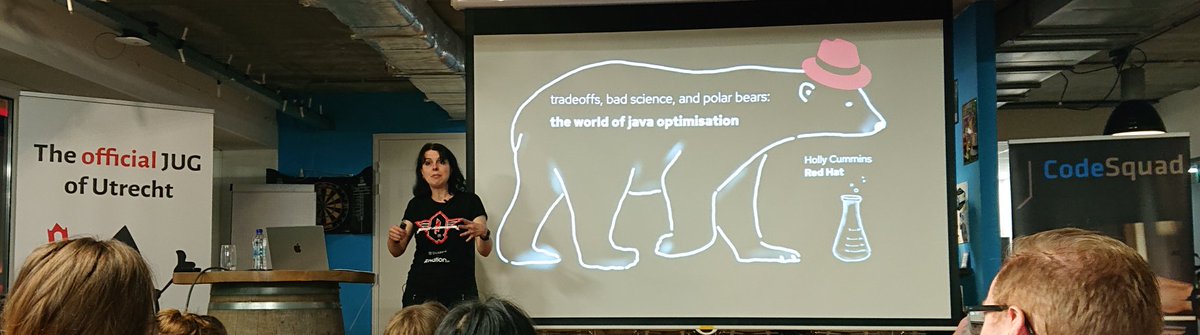 The official JUG
of Utrecht
tradeoffs, bad science, and polar bears:
the world of java optimisation
Holly Cummins
Red Hat
CodeSquad